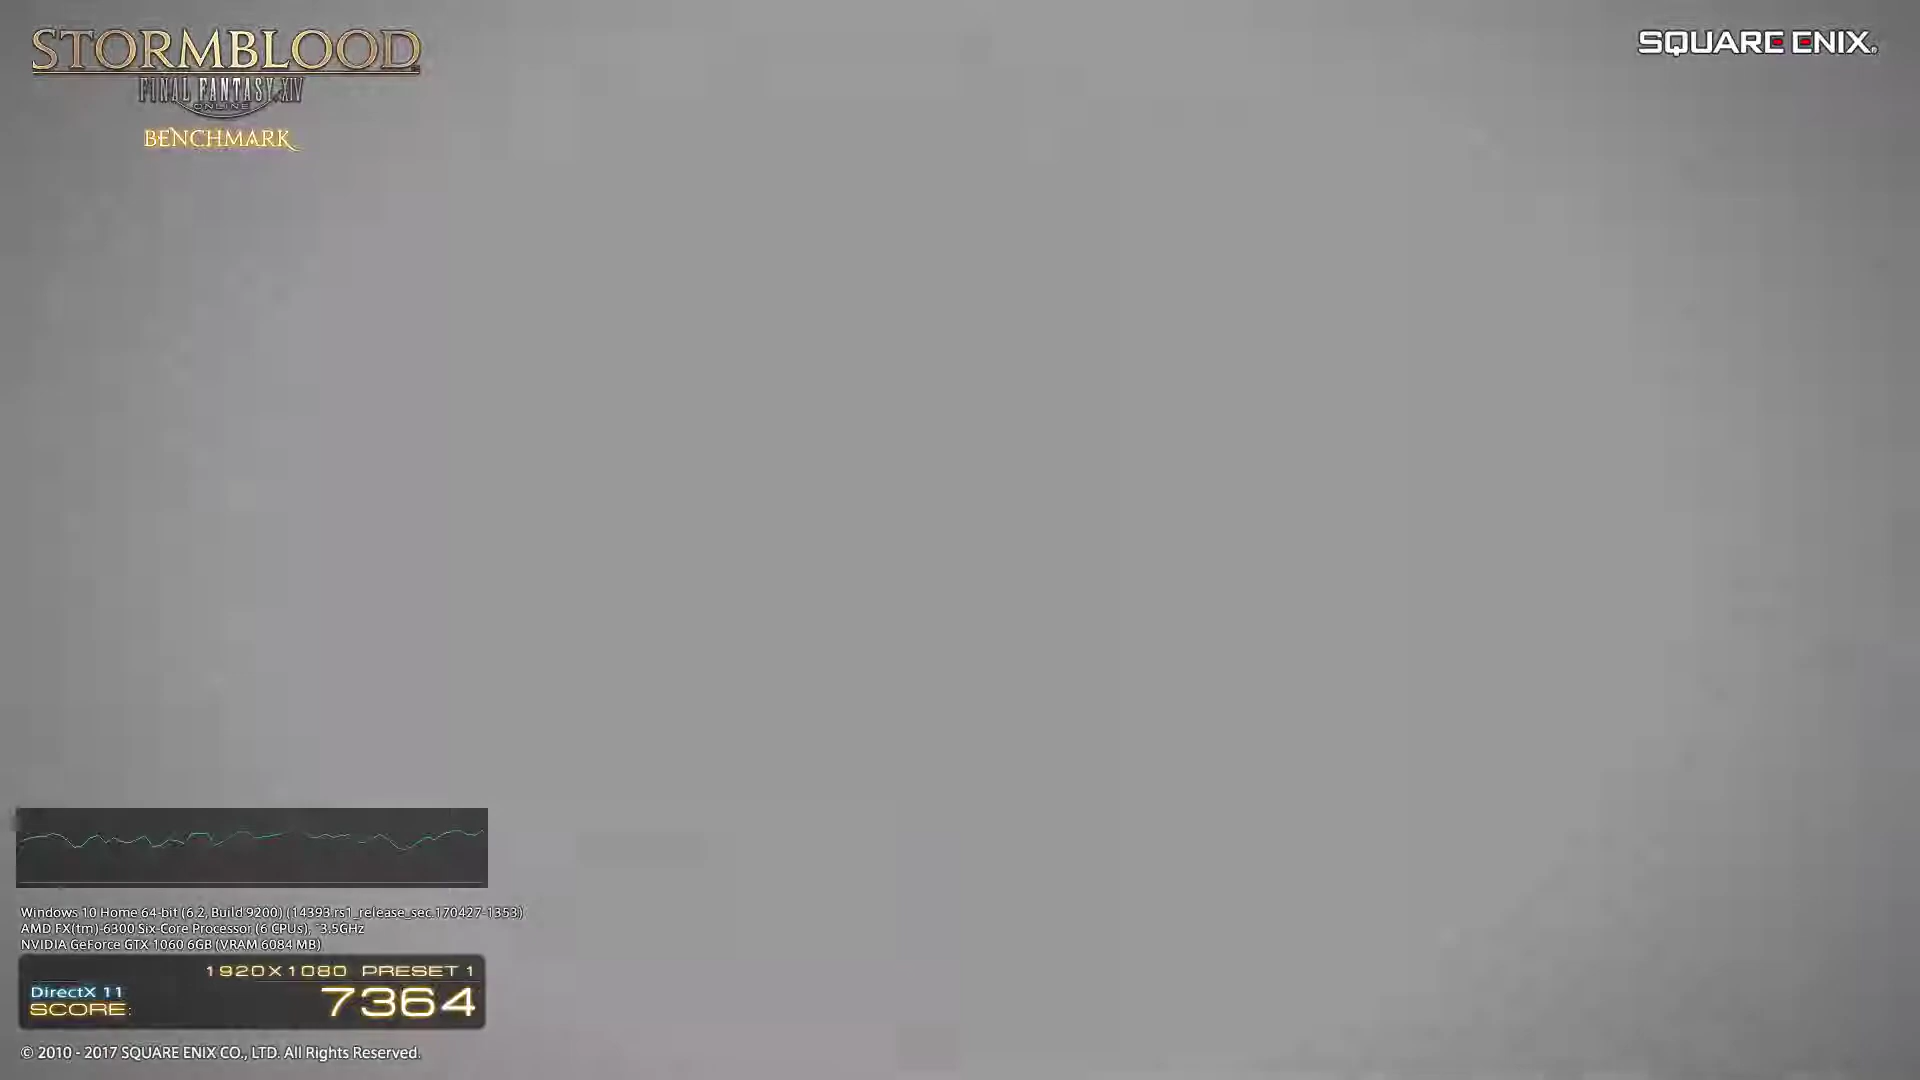 STORMBLOOD
FINAL FANTASY XIV
ONLINE
BENCHMARK
SQUARE ENIX.
Windows 10 Home 64-bit (6.2, Build 9200) (14393.rs1_release_sec.170427-1353)
AMD FX(tm)-6300 Six-Core Processor (6 CPUs), ~3.5GHz
NVIDIA GeForce GTX 1060 6GB (VRAM 6084 MB)
1920X1080 PRESET 1
DirectX 11
SCORE: 7364
© 2010 - 2017 SQUARE ENIX CO., LTD. All Rights Reserved.